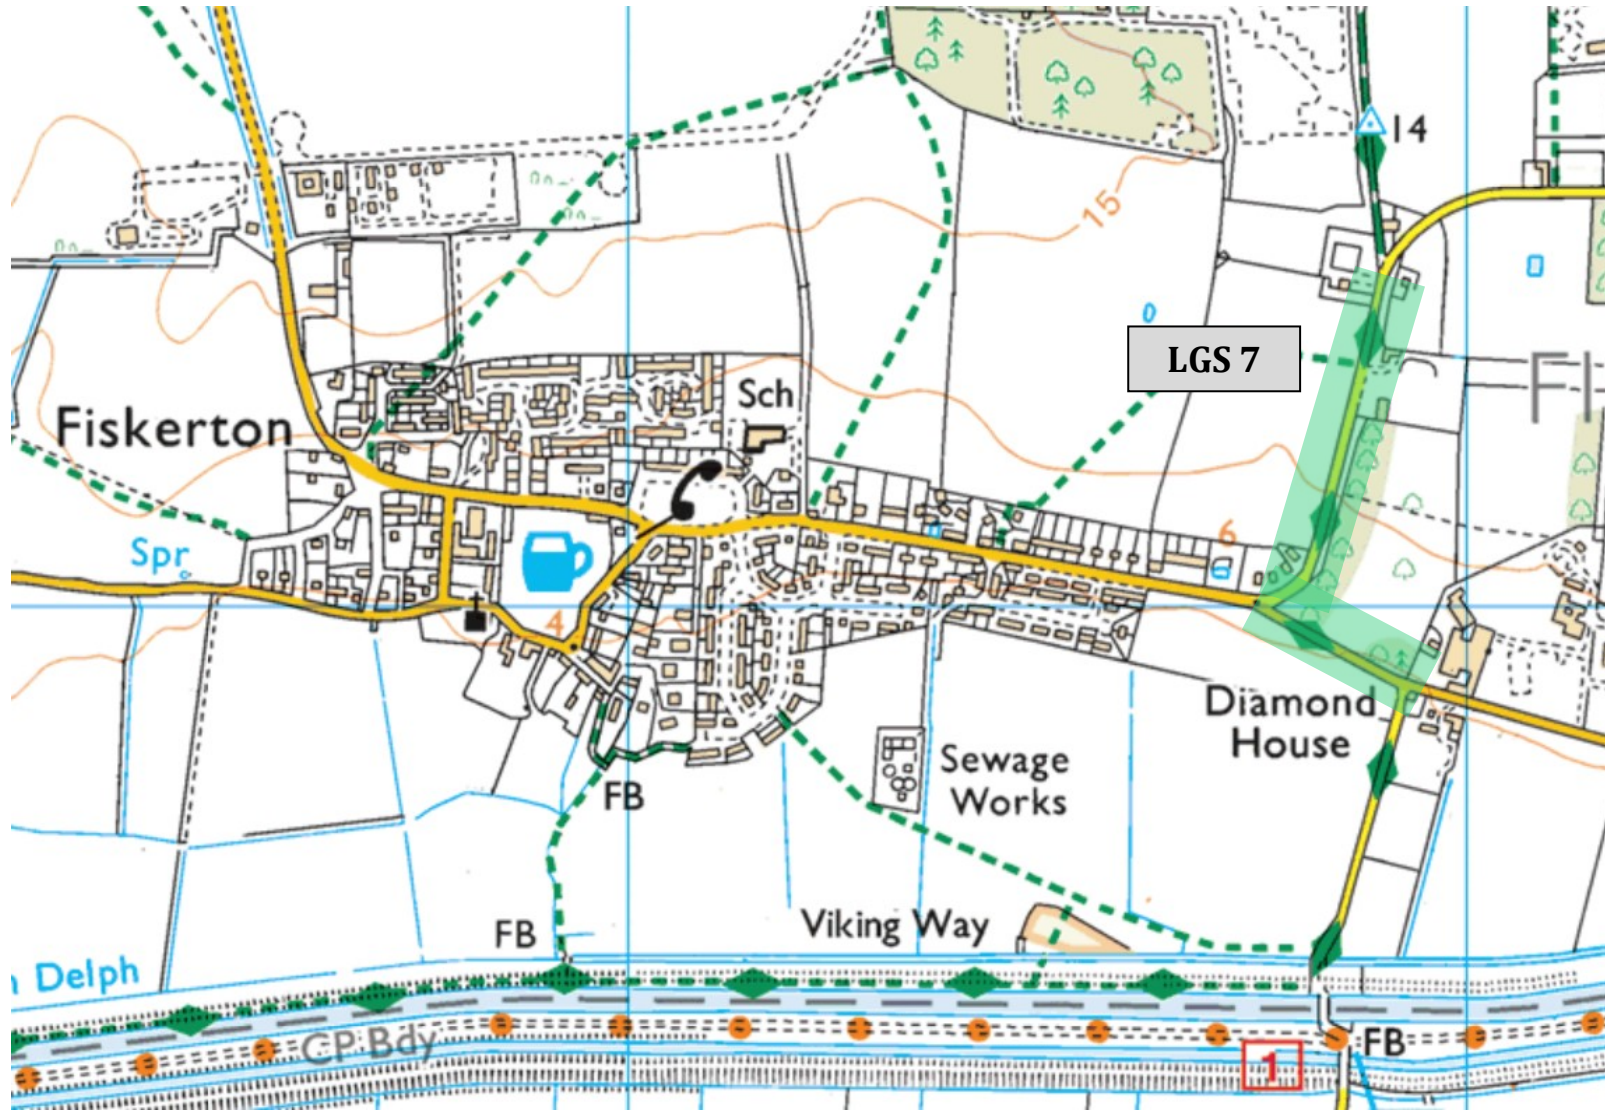 14
15
LGS 7
Sch
FI
Fiskerton
6
Spr
4
Diamond
House
Sewage
Works
FB
Viking Way
FB
n Delph
CP Bdy
FB
1